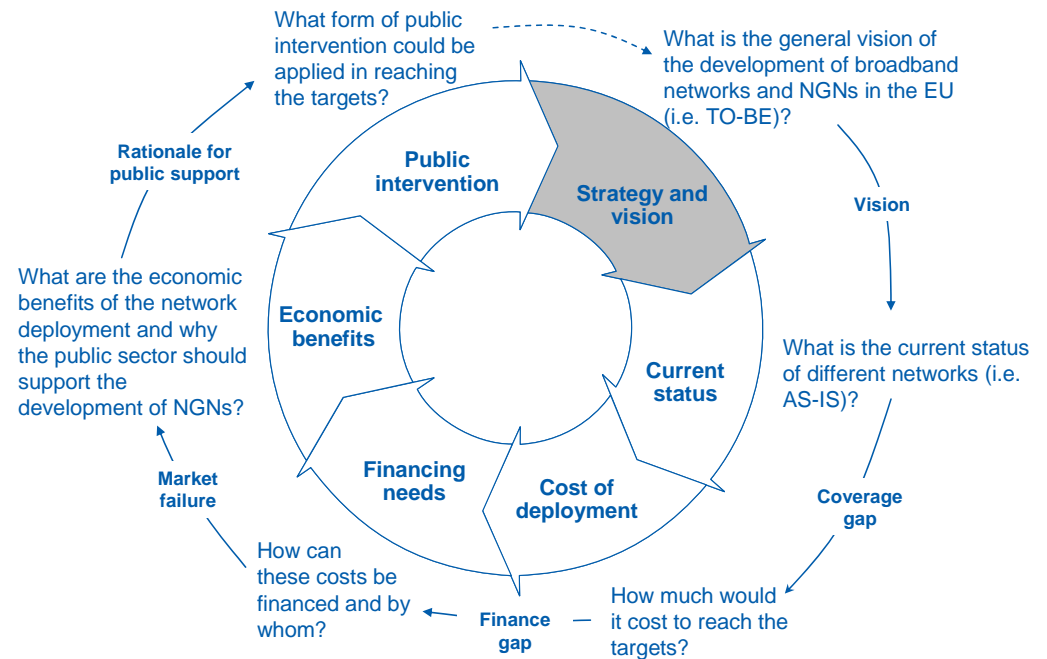 What form of public
intervention could be
applied in reaching
the targets?
What is the general vision of
the development of broadband
networks and NGNs in the EU
(i.e. TO-BE)?
Rationale for
public support
Public
intervention
Strategy and
vision
Vision
What are the economic
benefits of the network
deployment and why
the public sector should
support the
development of NGNs?
Economic
benefits
Current
status
What is the current status
of different networks (i.e.
AS-IS)?
Market
failure
Financing
needs
Cost of
deployment
Coverage
gap
How can
these costs be
financed and by
whom?
Finance
gap
How much would
it cost to reach the
targets?